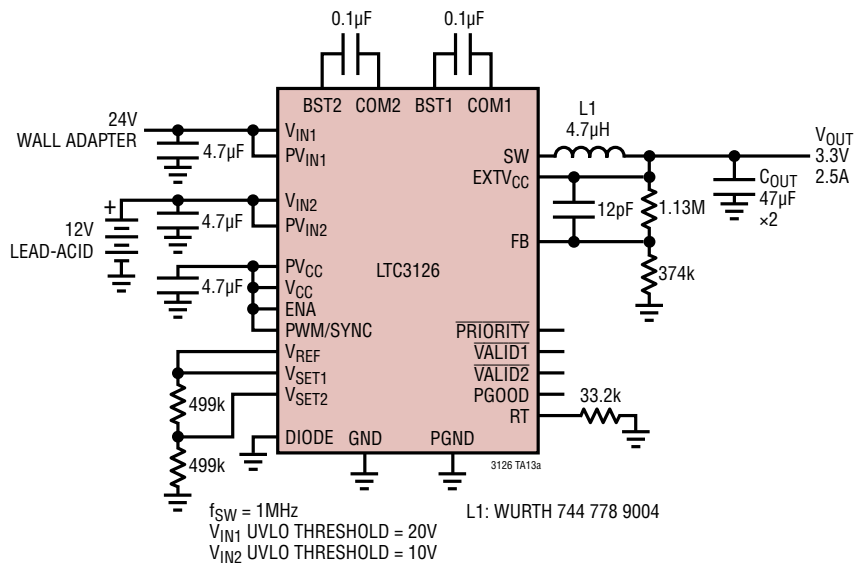 0.1µF
0.1µF
BST2 COM2 BST1 COM1
24V
WALL ADAPTER
4.7µF
VIN1
PVIN1
12V
LEAD-ACID
+
4.7µF
VIN2
PVIN2
4.7µF
PVCC
VCC
ENA
PWM/SYNC
VREF
VSET1
VSET2
499k
499k
DIODE GND PGND
LTC3126
SW
EXTVCC
FB
PRIORITY
VALID1
VALID2
PGOOD
RT
L1
4.7µH
12pF
1.13M
374k
COUT
47µF
×2
VOUT
3.3V
2.5A
33.2k
3126 TA13a
fSW = 1MHz
VIN1 UVLO THRESHOLD = 20V
VIN2 UVLO THRESHOLD = 10V
L1: WURTH 744 778 9004